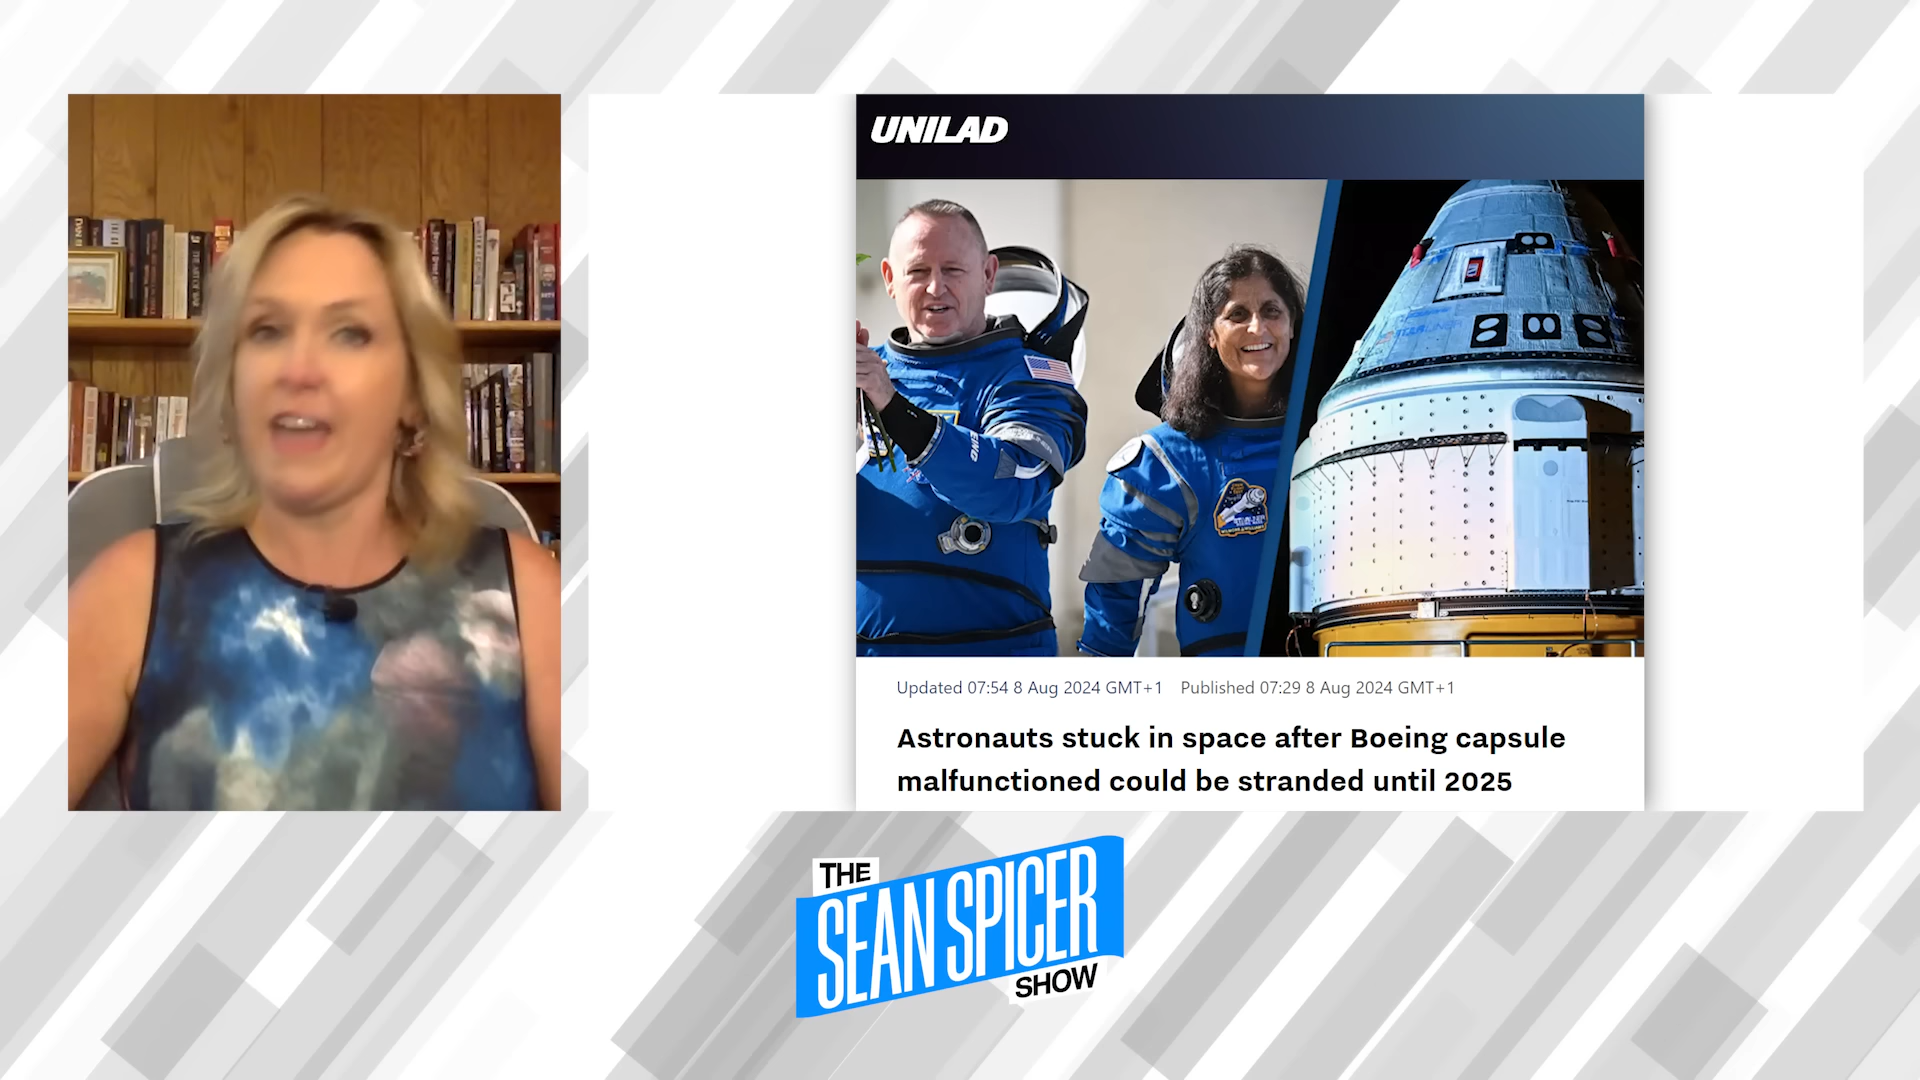 UNILAD
Updated 07:54 8 Aug 2024 GMT+1 Published 07:29 8 Aug 2024 GMT+1
Astronauts stuck in space after Boeing capsule
malfunctioned could be stranded until 2025
THE
SEAN SPICER
SHOW